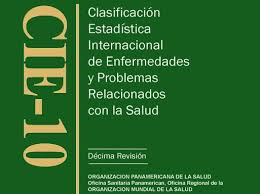 CIE-10
Clasificación
Estadística
Internacional
de Enfermedades
y Problemas
Relacionados
con la Salud
Décima Revisión
ORGANIZACION PANAMERICANA DE LA SALUD
Oficina Sanitaria Panamerican, Oficina Regional de la
ORGANIZACION MUNDIAL DE LA SALUD